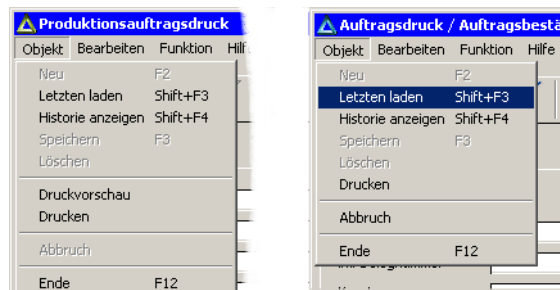 Produktionsauftragsdruck
Objekt Bearbeiten Funktion Hilf
Neu F2
Letzten laden Shift+F3
Historie anzeigen Shift+F4
Speichern F3
Löschen
Druckvorschau
Drucken
Abbruch
Ende F12
Auftragsdruck / Auftragsbestä
Objekt Bearbeiten Funktion Hilfe
Neu F2
Letzten laden Shift+F3
Historie anzeigen Shift+F4
Speichern F3
Löschen
Drucken
Abbruch
Ende F12